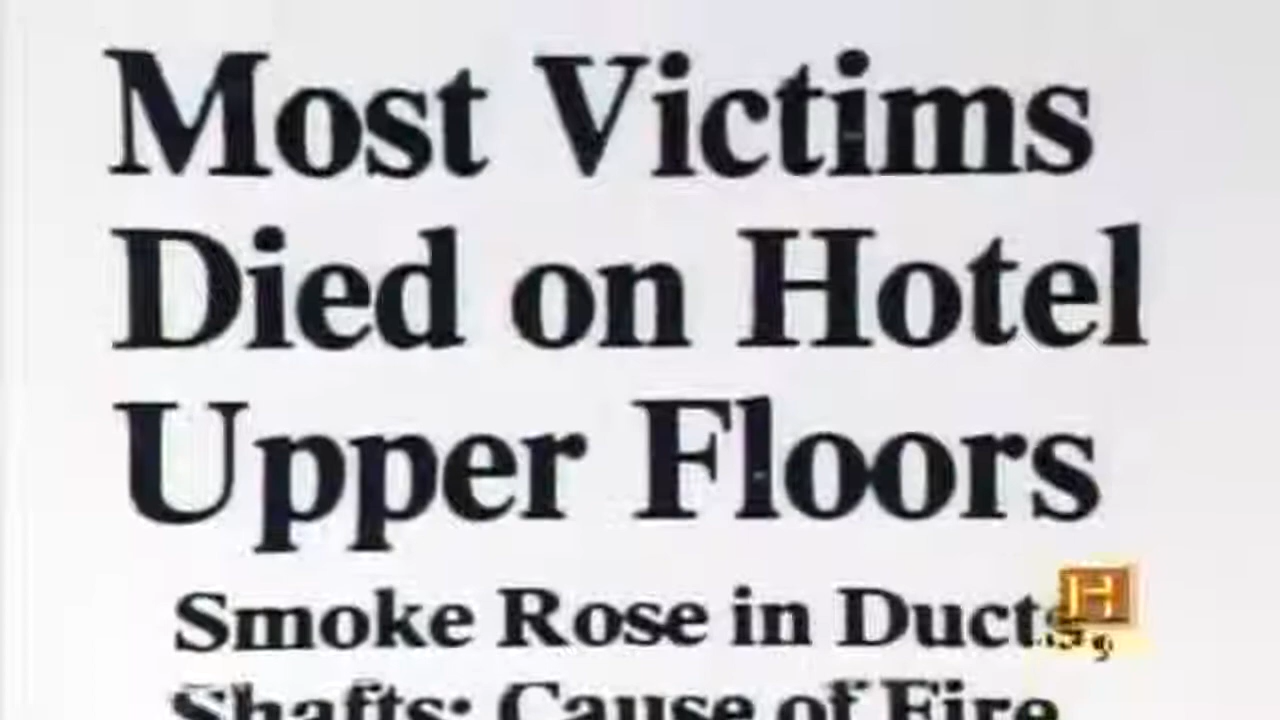 Most Victims
Died on Hotel
Upper Floors
Smoke Rose in Ducts,
Shafts; Cause of Fire
H